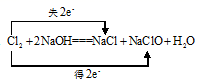 失2e⁻
Cl₂+2NaOH===NaCl+NaClO+H₂O
得2e⁻